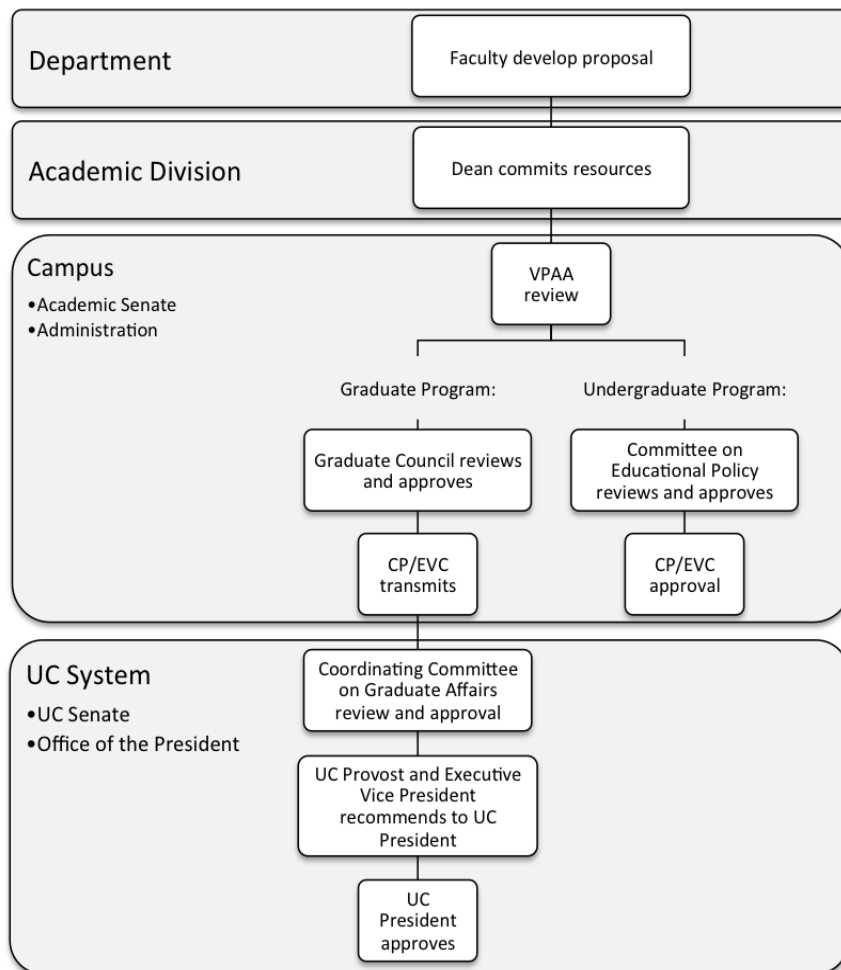 Department
Faculty develop proposal
Academic Division
Dean commits resources
Campus
•Academic Senate
•Administration
VPAA
review
Graduate Program:
Undergraduate Program:
Graduate Council reviews
and approves
Committee on
Educational Policy
reviews and approves
CP/EVC
transmits
CP/EVC
approval
UC System
•UC Senate
•Office of the President
Coordinating Committee
on Graduate Affairs
review and approval
UC Provost and Executive
Vice President
recommends to UC
President
UC
President
approves